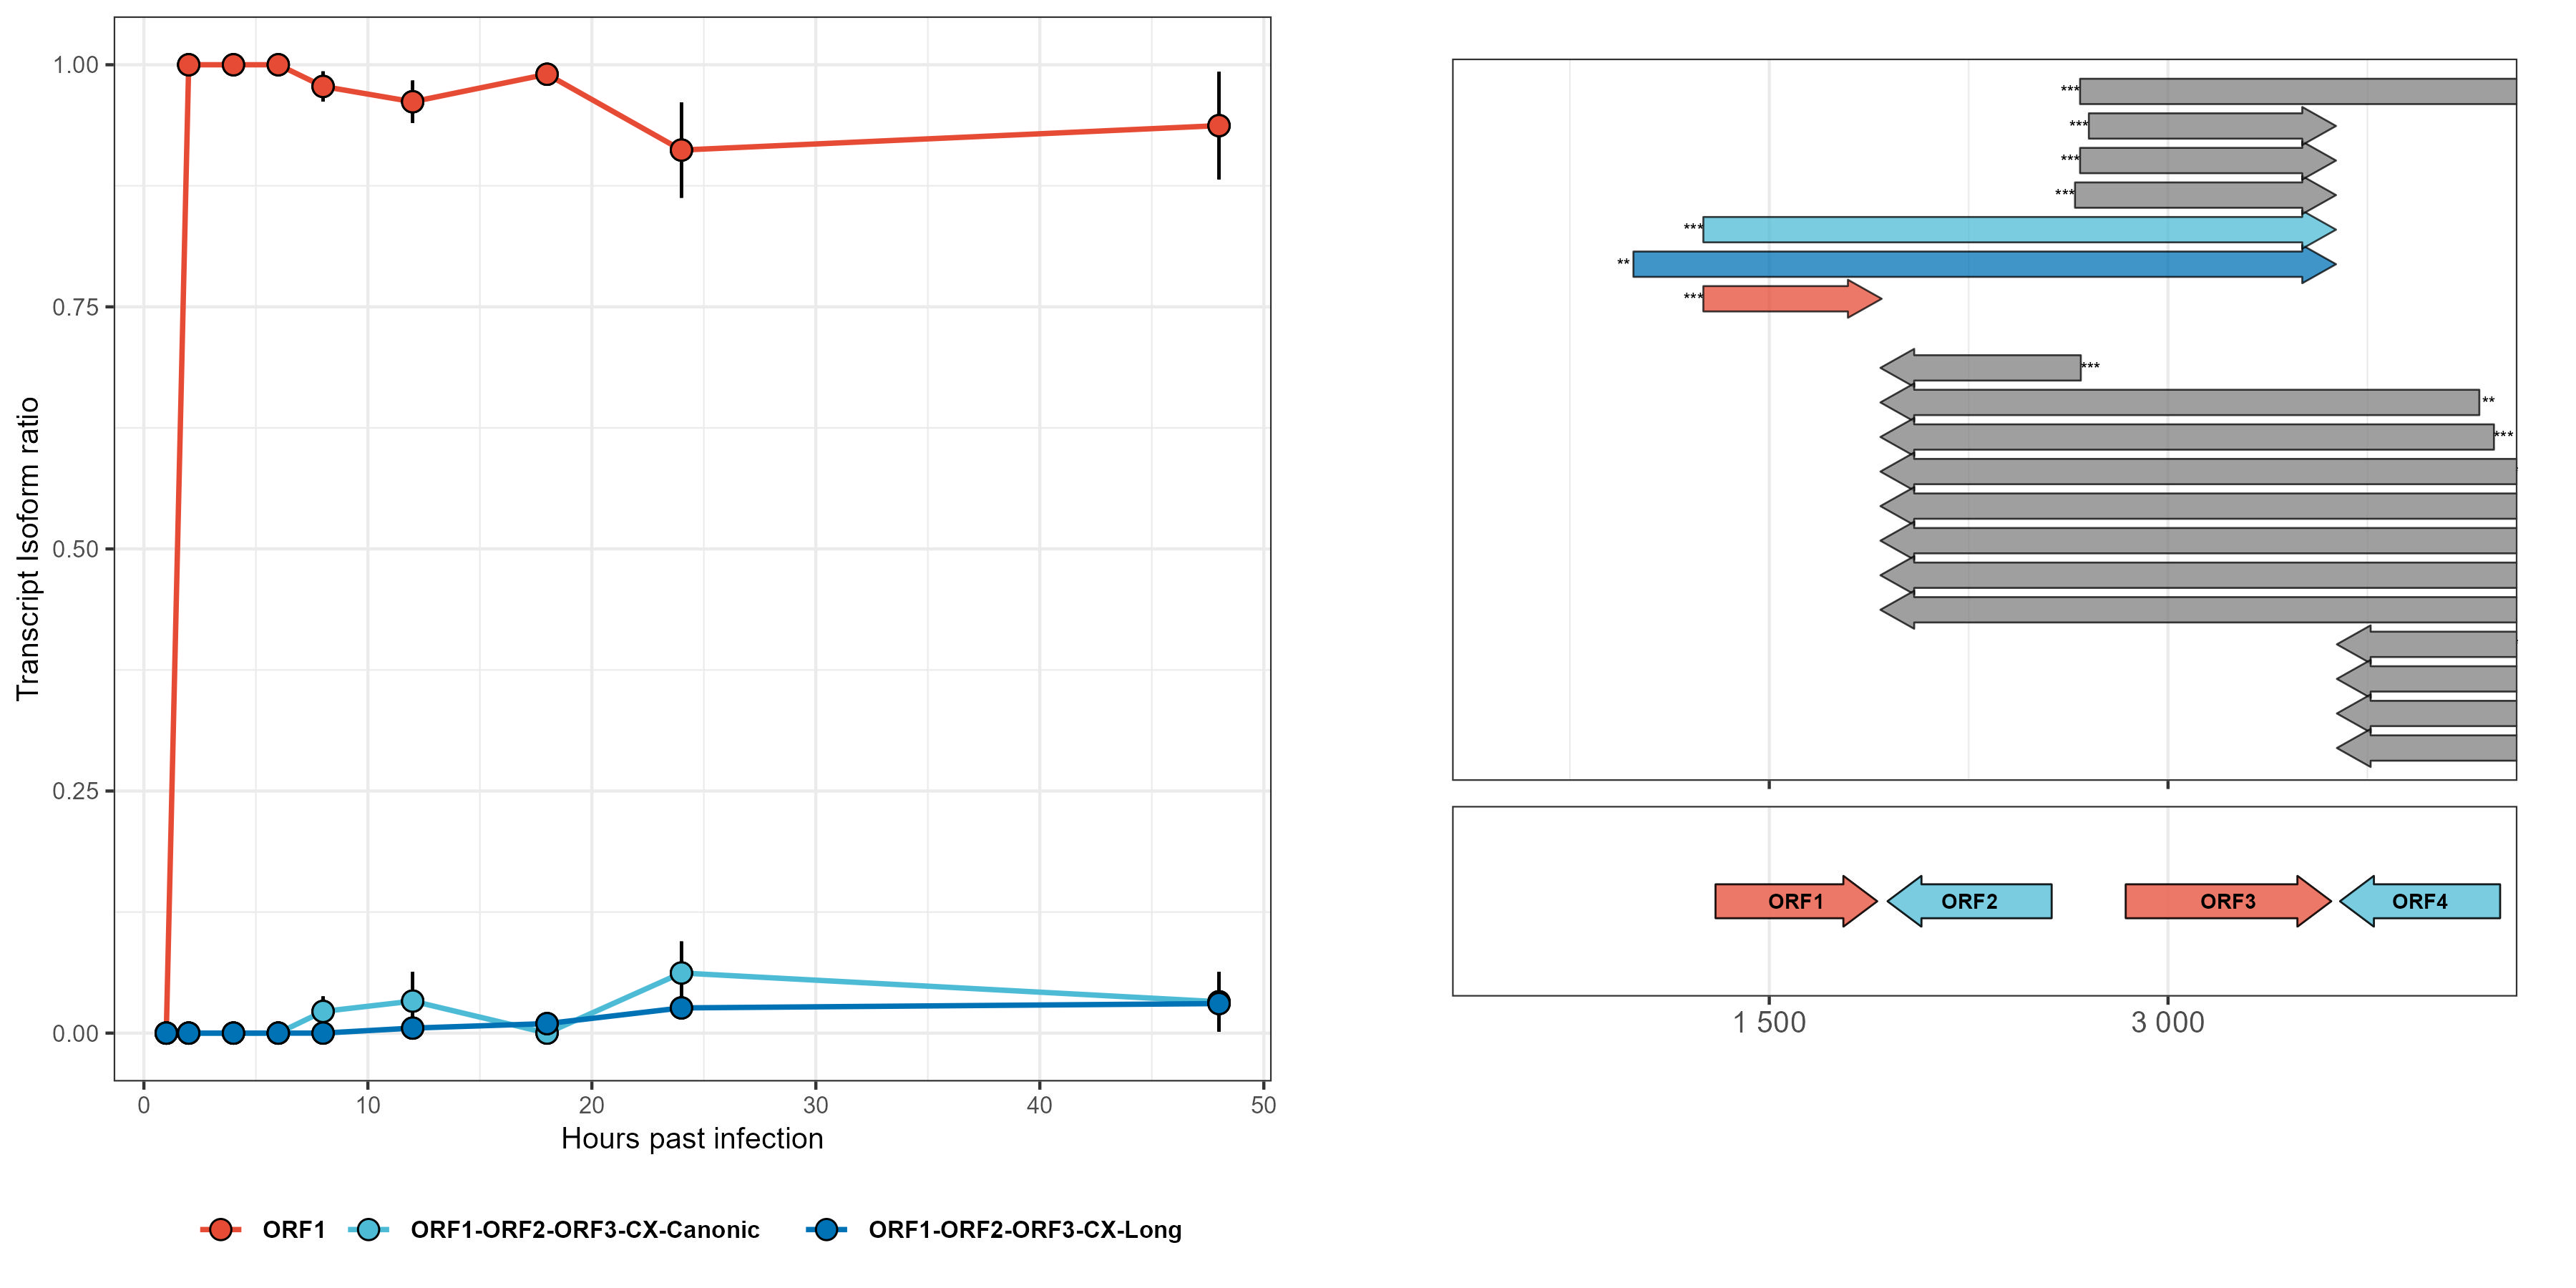 Transcript Isoform ratio
1.00
0.75
0.50
0.25
0.00
0 10 20 30 40 50
Hours past infection
ORF1 ORF1-ORF2-ORF3-CX-Canonic ORF1-ORF2-ORF3-CX-Long
***
***
***
***
***
**
***
***
**
***
ORF1 ORF2 ORF3 ORF4
1 500 3 000